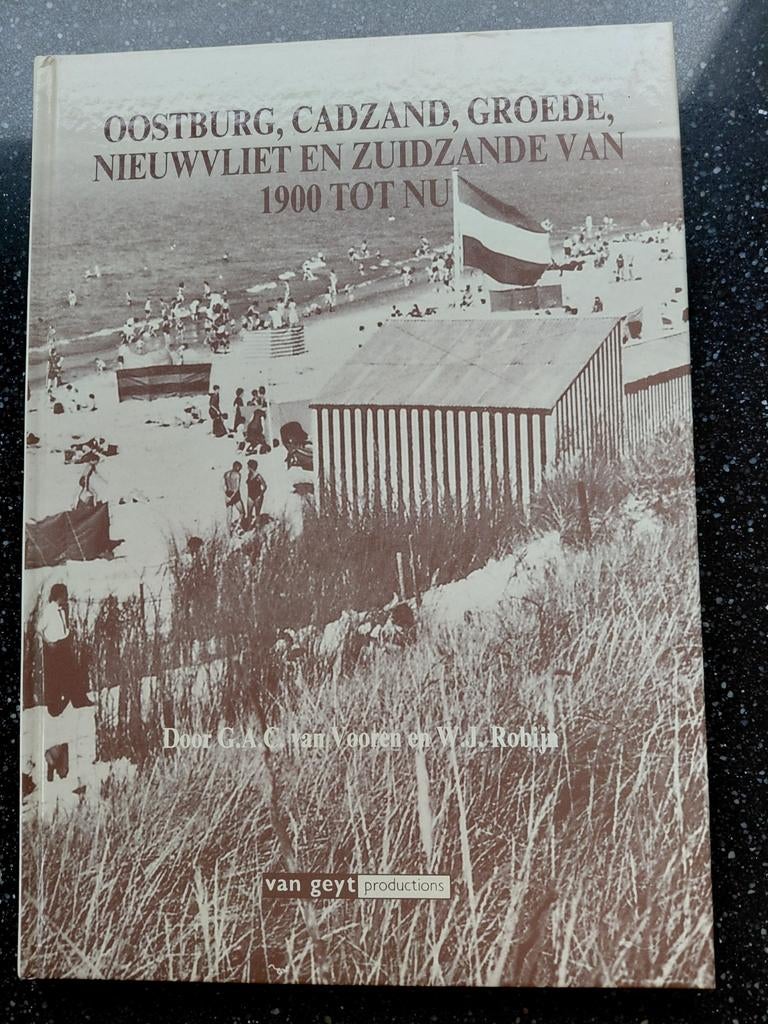 OOSTBURG, CADZAND, GROEDE,
NIEUWVLIET EN ZUIDZANDE VAN
1900 TOT NU
Door G.A.C. van Vooren en W.J. Robijn
van geyt productions